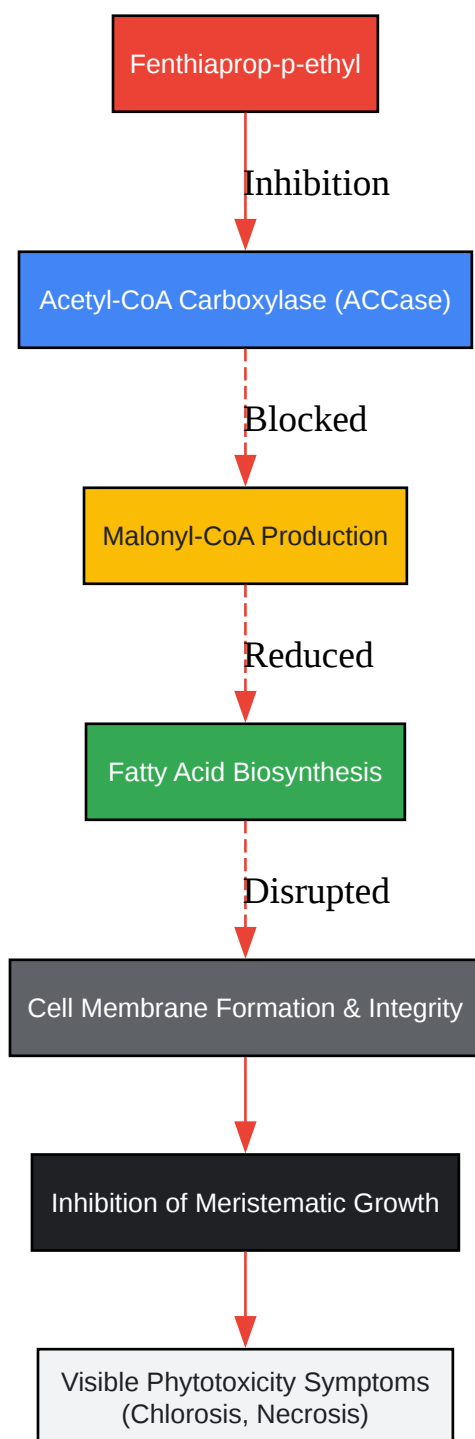 Fenthiaprop-p-ethyl
Inhibition
Acetyl-CoA Carboxylase (ACCase)
Blocked
Malonyl-CoA Production
Reduced
Fatty Acid Biosynthesis
Disrupted
Cell Membrane Formation & Integrity
Inhibition of Meristematic Growth
Visible Phytotoxicity Symptoms
(Chlorosis, Necrosis)